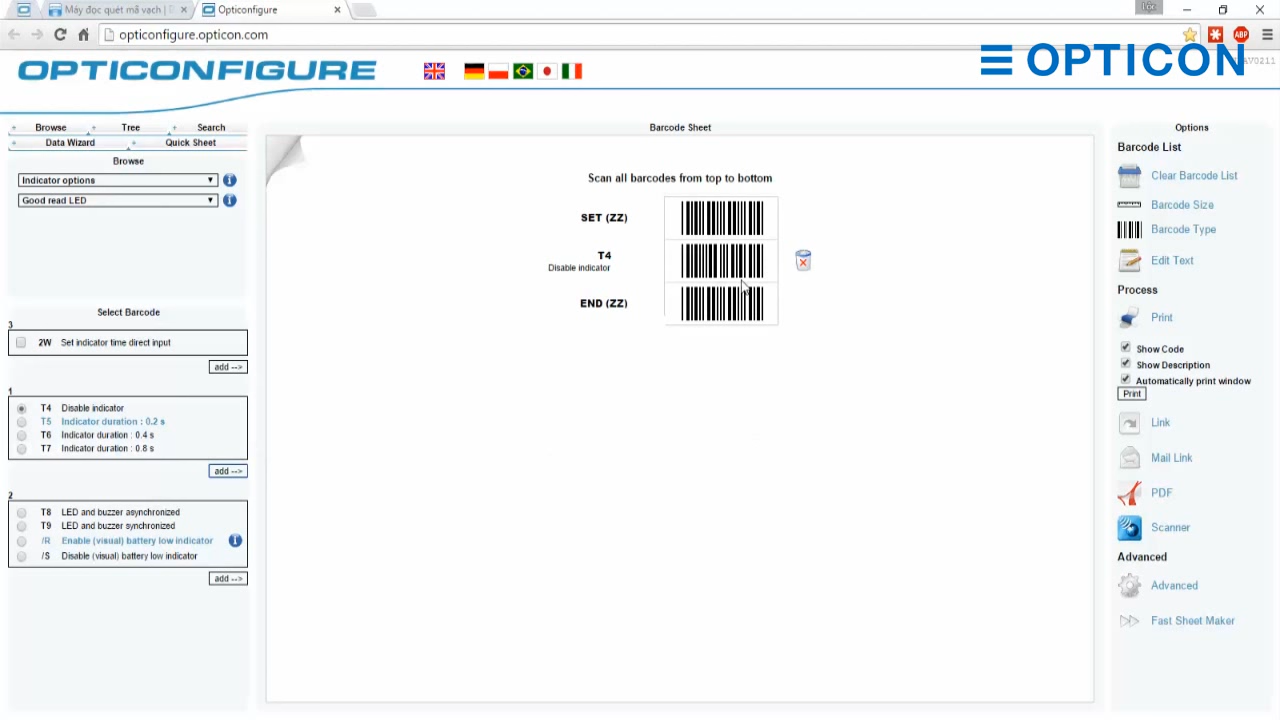 Máy đọc quét mã vạch |
Opticonfigure
Lộc
opticonfigure.opticon.com
ABP
OPTICONFIGURE
OPTICON
AV0211
Browse
Tree
Search
Data Wizard
Quick Sheet
Browse
Indicator options
Good read LED
Select Barcode
3
2W Set indicator time direct input
add -->
1
T4 Disable indicator
T5 Indicator duration : 0.2 s
T6 Indicator duration : 0.4 s
T7 Indicator duration : 0.8 s
add -->
2
T8 LED and buzzer asynchronized
T9 LED and buzzer synchronized
/R Enable (visual) battery low indicator
/S Disable (visual) battery low indicator
add -->
Barcode Sheet
Scan all barcodes from top to bottom
SET (ZZ)
T4
Disable indicator
END (ZZ)
Options
Barcode List
Clear Barcode List
Barcode Size
Barcode Type
Edit Text
Process
Print
Show Code
Show Description
Automatically print window
Print
Link
Mail Link
PDF
Scanner
Advanced
Advanced
Fast Sheet Maker